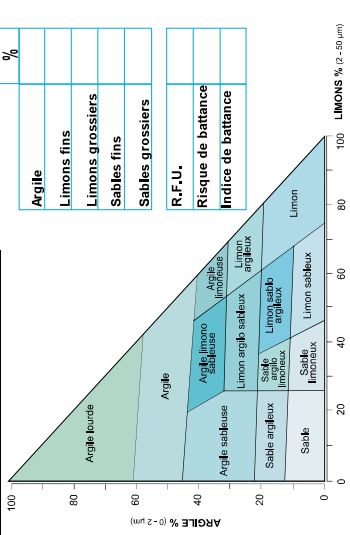 %
Argile
Limons fins
Limons grossiers
Sables fins
Sables grossiers
R.F.U.
Risque de battance
Indice de battance
ARGILE % (0 - 2 µm)
100
80
60
40
20
0
Argile lourde
Argile
Argile limono
sableuse
Argile
limoneuse
Argile sableuse
Limon argilo sableux
Limon
argileux
Sable argileux
Sable
argilo
limoneux
Limon sablo
argileux
Limon
Sable
Sable
limoneux
Limon sableux
0
20
40
60
80
100
LIMONS % (2 - 50 µm)